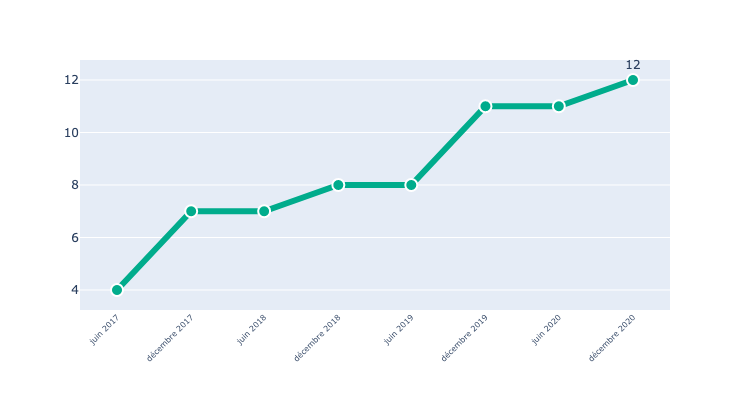 12
12
10
8
6
4
juin 2017
décembre 2017
juin 2018
décembre 2018
juin 2019
décembre 2019
juin 2020
décembre 2020